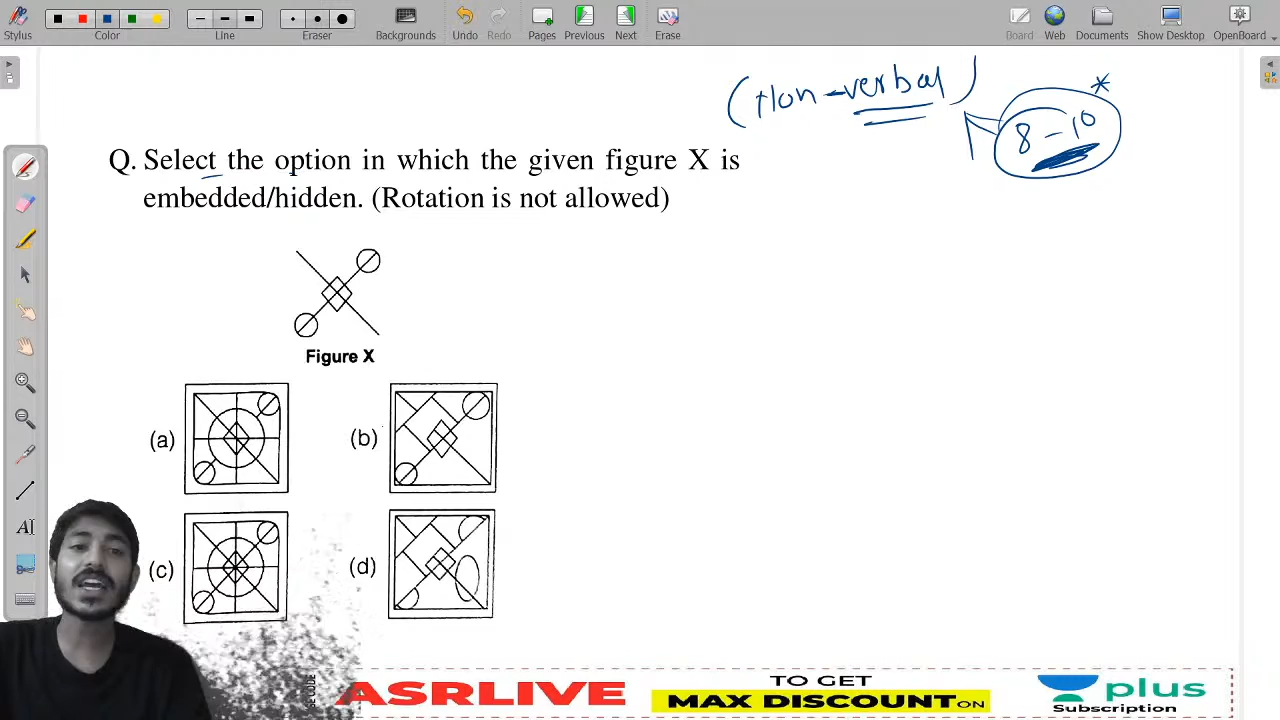 Stylus
Color
Line
Eraser
Backgrounds
Undo
Redo
Pages
Previous
Next
Erase
Board
Web
Documents
Show Desktop
OpenBoard
(Non-verbal)
8-10
*
Q. Select the option in which the given figure X is
embedded/hidden. (Rotation is not allowed)
Figure X
(a)
(b)
(c)
(d)
TO GET
ASRLIVE
MAX DISCOUNT ON
plus
Subscription